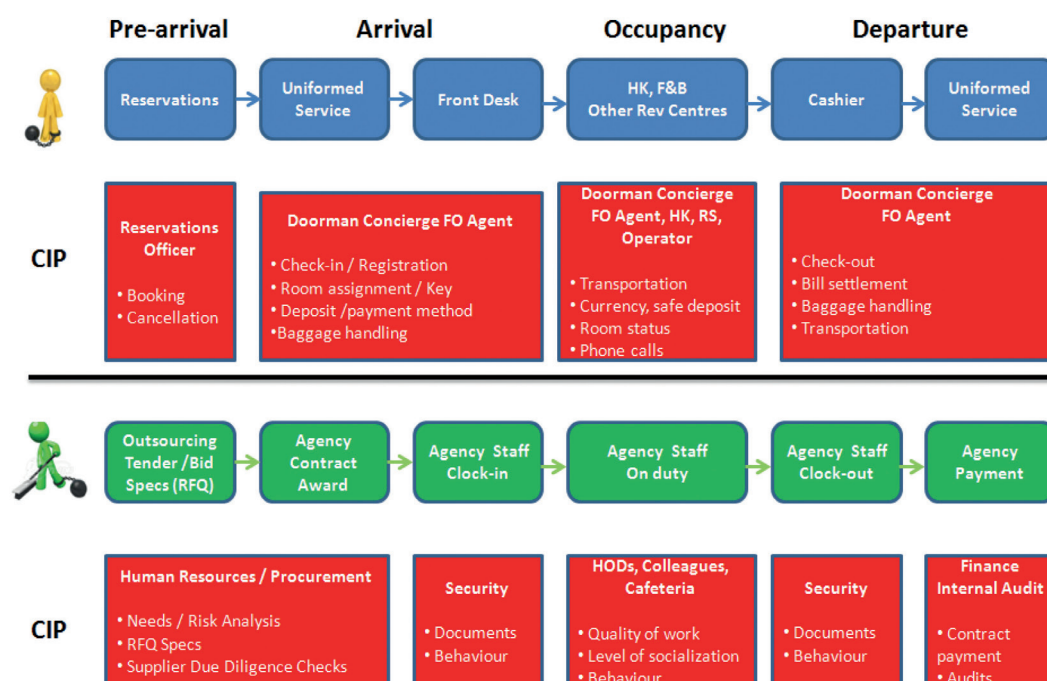 Pre-arrival
Arrival
Occupancy
Departure
Reservations
Uniformed
Service
Front Desk
HK, F&B
Other Rev Centres
Cashier
Uniformed
Service
CIP
Reservations
Officer
• Booking
• Cancellation
Doorman Concierge FO Agent
• Check-in / Registration
• Room assignment / Key
• Deposit /payment method
•Baggage handling
Doorman Concierge
FO Agent, HK, RS,
Operator
• Transportation
• Currency, safe deposit
• Room status
• Phone calls
Doorman Concierge
FO Agent
• Check-out
• Bill settlement
• Baggage handling
• Transportation
Outsourcing
Tender /Bid
Specs (RFQ)
Agency
Contract
Award
Agency Staff
Clock-in
Agency Staff
On duty
Agency Staff
Clock-out
Agency
Payment
CIP
Human Resources / Procurement
• Needs / Risk Analysis
• RFQ Specs
• Supplier Due Diligence Checks
Security
• Documents
• Behaviour
HODs, Colleagues,
Cafeteria
• Quality of work
• Level of socialization
• Behaviour
Security
• Documents
• Behaviour
Finance
Internal Audit
• Contract
payment
• Audits